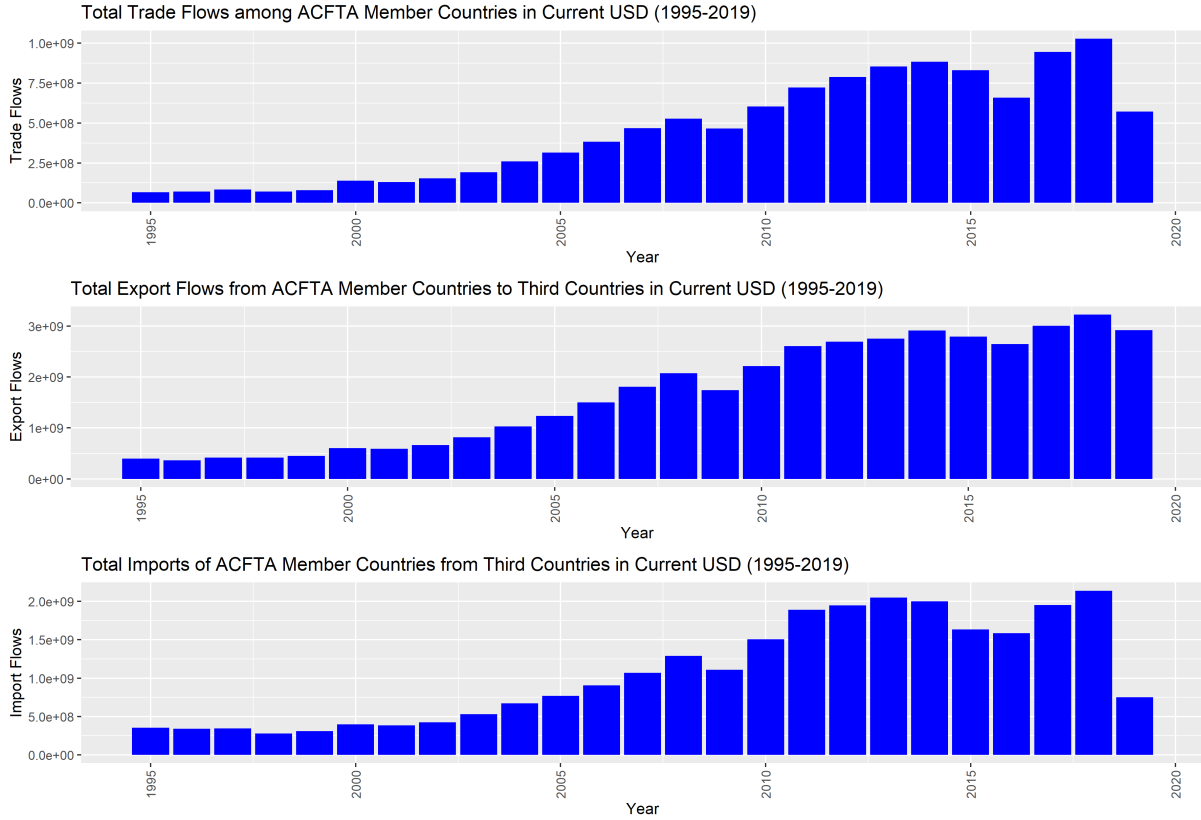 Total Trade Flows among ACFTA Member Countries in Current USD (1995-2019)
1.0e+09
7.5e+08
5.0e+08
2.5e+08
0.0e+00
Trade Flows
1995
2000
2005
2010
2015
2020
Year
Total Export Flows from ACFTA Member Countries to Third Countries in Current USD (1995-2019)
3e+09
2e+09
1e+09
0e+00
Export Flows
1995
2000
2005
2010
2015
2020
Year
Total Imports of ACFTA Member Countries from Third Countries in Current USD (1995-2019)
2.0e+09
1.5e+09
1.0e+09
5.0e+08
0.0e+00
Import Flows
1995
2000
2005
2010
2015
2020
Year